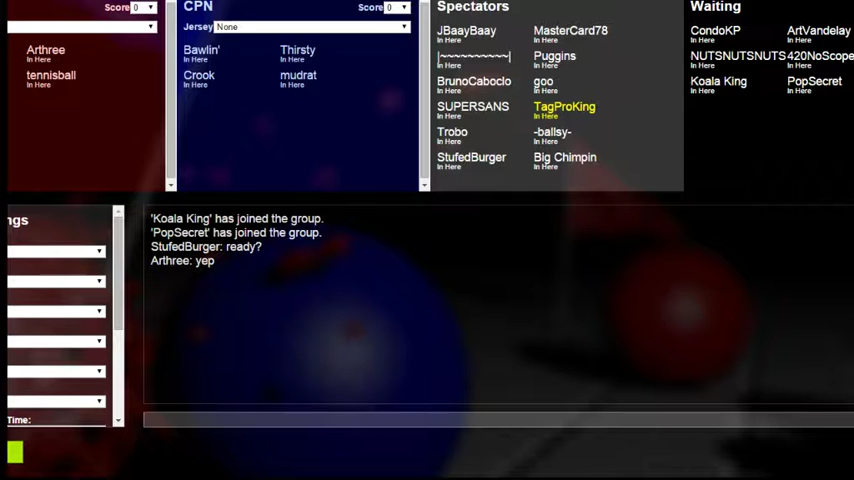 Score 0
Arthree
In Here
tennisball
In Here
CPN
Score 0
Jersey None
Bawlin' Thirsty
In Here In Here
Crook mudrat
In Here In Here
Spectators
JBaayBaay MasterCard78
In Here In Here
|~~~~~~~~~~| Puggins
In Here In Here
BrunoCaboclo goo
In Here In Here
SUPERSANS TagProKing
In Here In Here
Trobo -ballsy-
In Here In Here
StufedBurger Big Chimpin
In Here In Here
Waiting
CondoKP ArtVandelay
In Here In Here
NUTSNUTSNUTS 420NoScope
In Here In Here
Koala King PopSecret
In Here In Here
ngs
Time:
'Koala King' has joined the group.
'PopSecret' has joined the group.
StufedBurger: ready?
Arthree: yep